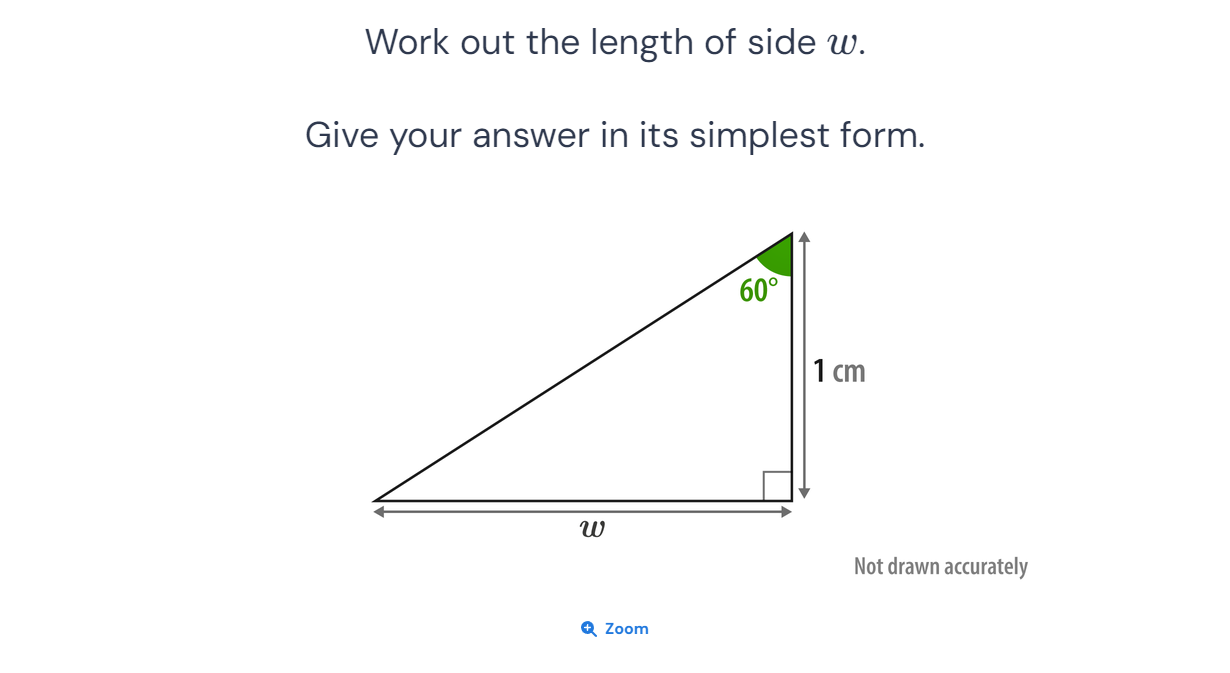 Work out the length of side w.
Give your answer in its simplest form.
60°
1 cm
w
Not drawn accurately
Zoom